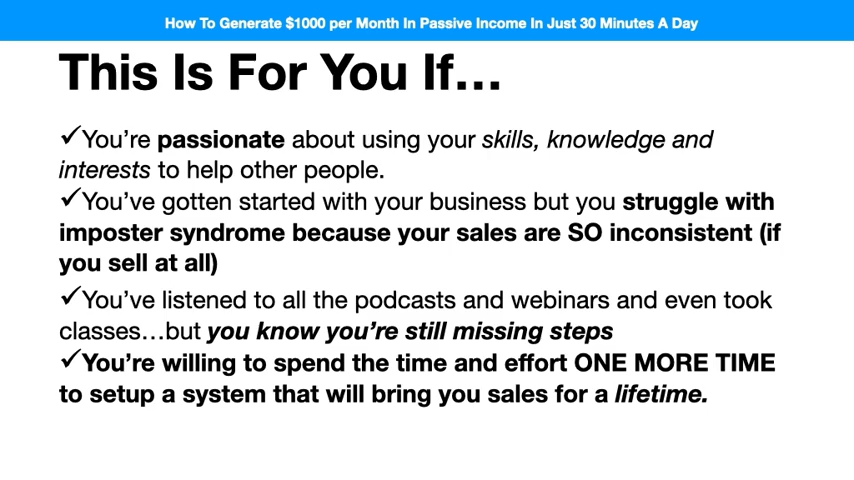 How To Generate $1000 per Month In Passive Income In Just 30 Minutes A Day
This Is For You If…
✓You’re passionate about using your skills, knowledge and
interests to help other people.
✓You’ve gotten started with your business but you struggle with
imposter syndrome because your sales are SO inconsistent (if
you sell at all)
✓You’ve listened to all the podcasts and webinars and even took
classes…but you know you’re still missing steps
✓You’re willing to spend the time and effort ONE MORE TIME
to setup a system that will bring you sales for a lifetime.